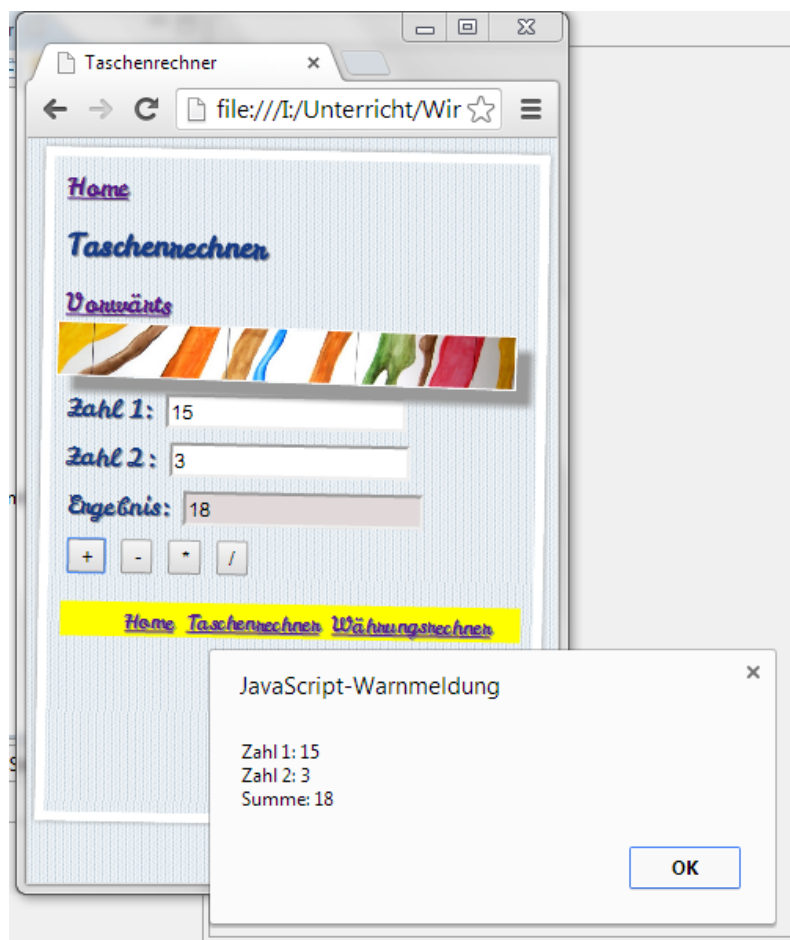 Taschenrechner
file:///I:/Unterricht/Wir
Home
Taschenrechner
Vorwärts
Zahl 1: 15
Zahl 2: 3
Ergebnis: 18
+ - * /
Home Taschenrechner Währungsrechner
JavaScript-Warnmeldung
Zahl 1: 15
Zahl 2: 3
Summe: 18
OK